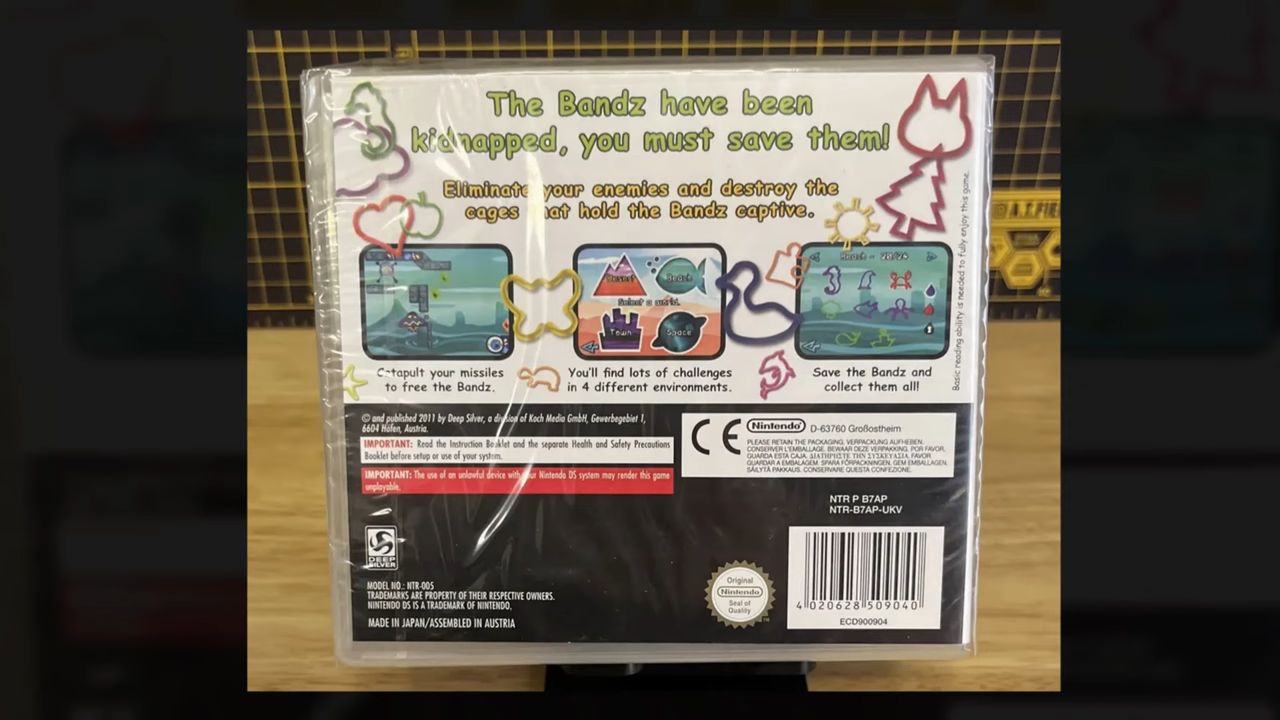 The Bandz have been
kidnapped, you must save them!
Eliminate your enemies and destroy the
cages that hold the Bandz captive.
Basic reading ability is needed to fully enjoy this game.
A.T.FIE
Desert
Beach
Select a world.
Town
Space
Beach - 20/24
Catapult your missiles
to free the Bandz.
You'll find lots of challenges
in 4 different environments.
Save the Bandz and
collect them all!
© and published 2011 by Deep Silver, a division of Koch Media GmbH, Gewerbegebiet 1,
6604 Höfen, Austria.
IMPORTANT: Read the Instruction Booklet and the separate Health and Safety Precautions
Booklet before setup or use of your system.
IMPORTANT: The use of an unlawful device with your Nintendo DS system may render this game
unplayable.
CE
Nintendo
D-63760 Großostheim
PLEASE RETAIN THE PACKAGING. VERPACKUNG AUFHEBEN.
CONSERVER L'EMBALLAGE. BEWAAR DEZE VERPAKKING. POR FAVOR,
GUARDA ESTA CAJA. ΔΙΑΤΗΡΗΣΤΕ ΤΗΝ ΣΥΣΚΕΥΑΣΙΑ. FAVOR
GUARDAR A EMBALAGEM. SPARA FÖRPACKNINGEN. GEM EMBALLAGEN.
SÄILYTÄ PAKKAUS. CONSERVARE QUESTA CONFEZIONE.
NTR P B7AP
NTR-B7AP-UKV
DEEP
SILVER
MODEL NO.: NTR-005
TRADEMARKS ARE PROPERTY OF THEIR RESPECTIVE OWNERS.
NINTENDO DS IS A TRADEMARK OF NINTENDO.
MADE IN JAPAN/ASSEMBLED IN AUSTRIA
Original
Nintendo
Seal of
Quality
TM
4 020628 509040
ECD900904